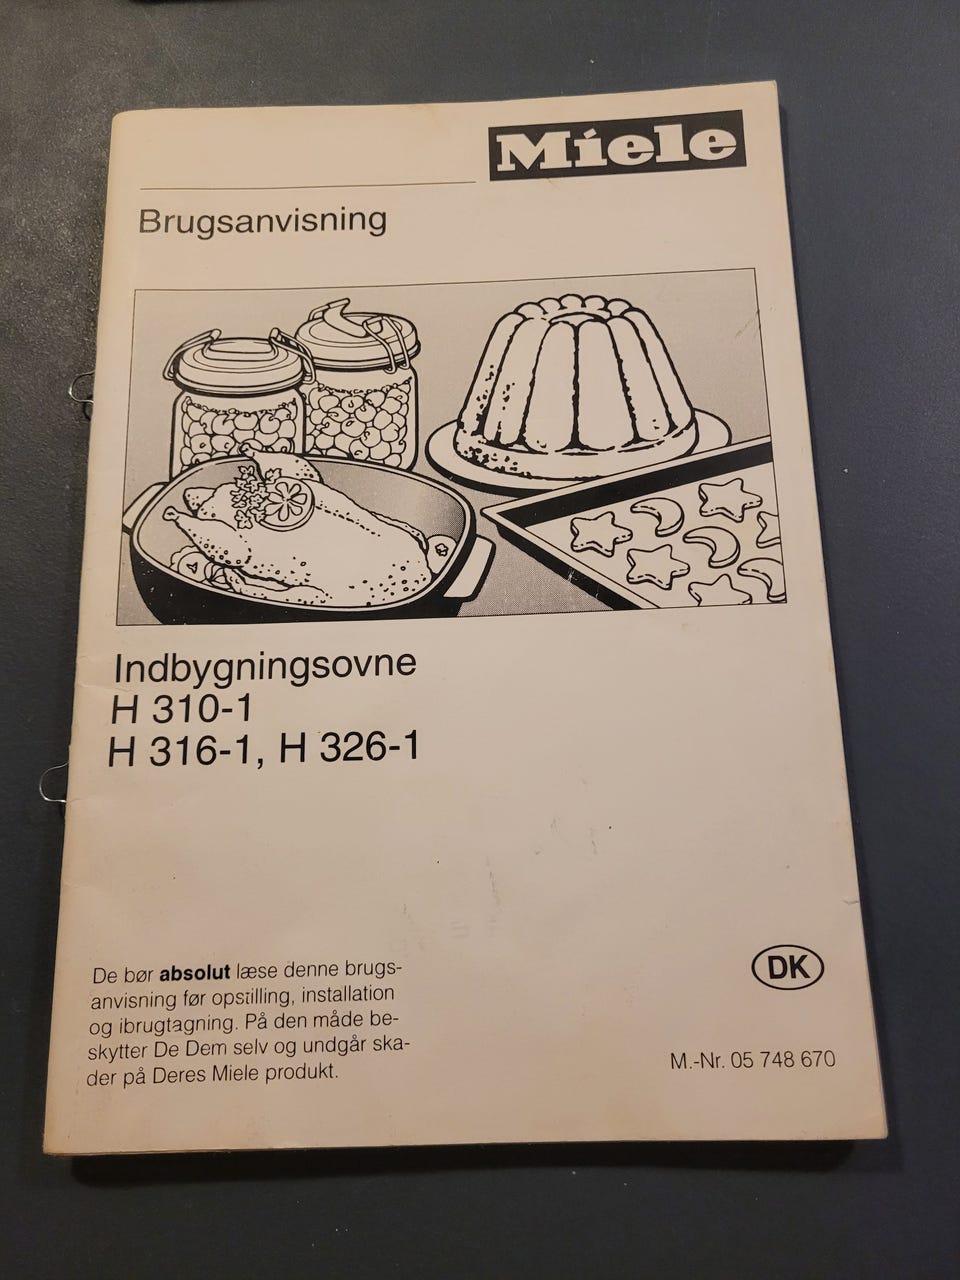 Miele
Brugsanvisning
Indbygningsovne
H 310-1
H 316-1, H 326-1
De bør absolut læse denne brugs-
anvisning før opstilling, installation
og ibrugtagning. På den måde be-
skytter De Dem selv og undgår ska-
der på Deres Miele produkt.
DK
M.-Nr. 05 748 670